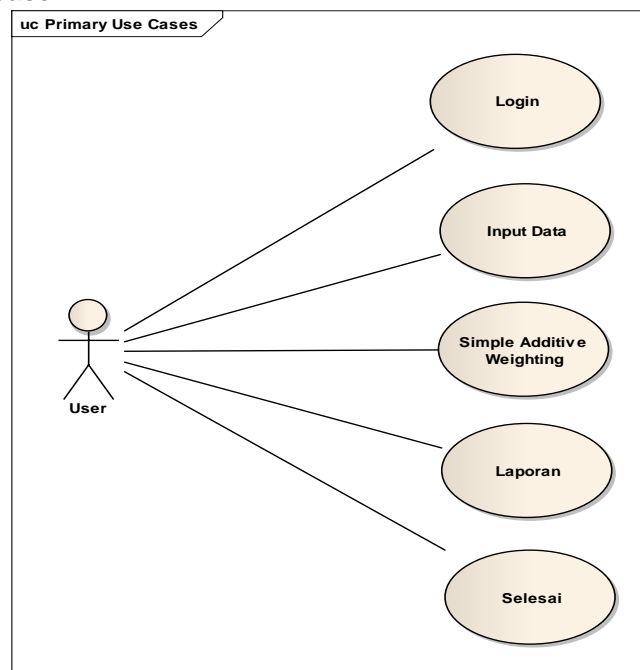 uc Primary Use Cases
Login
Input Data
Simple Additive
Weighting
User
Laporan
Selesai